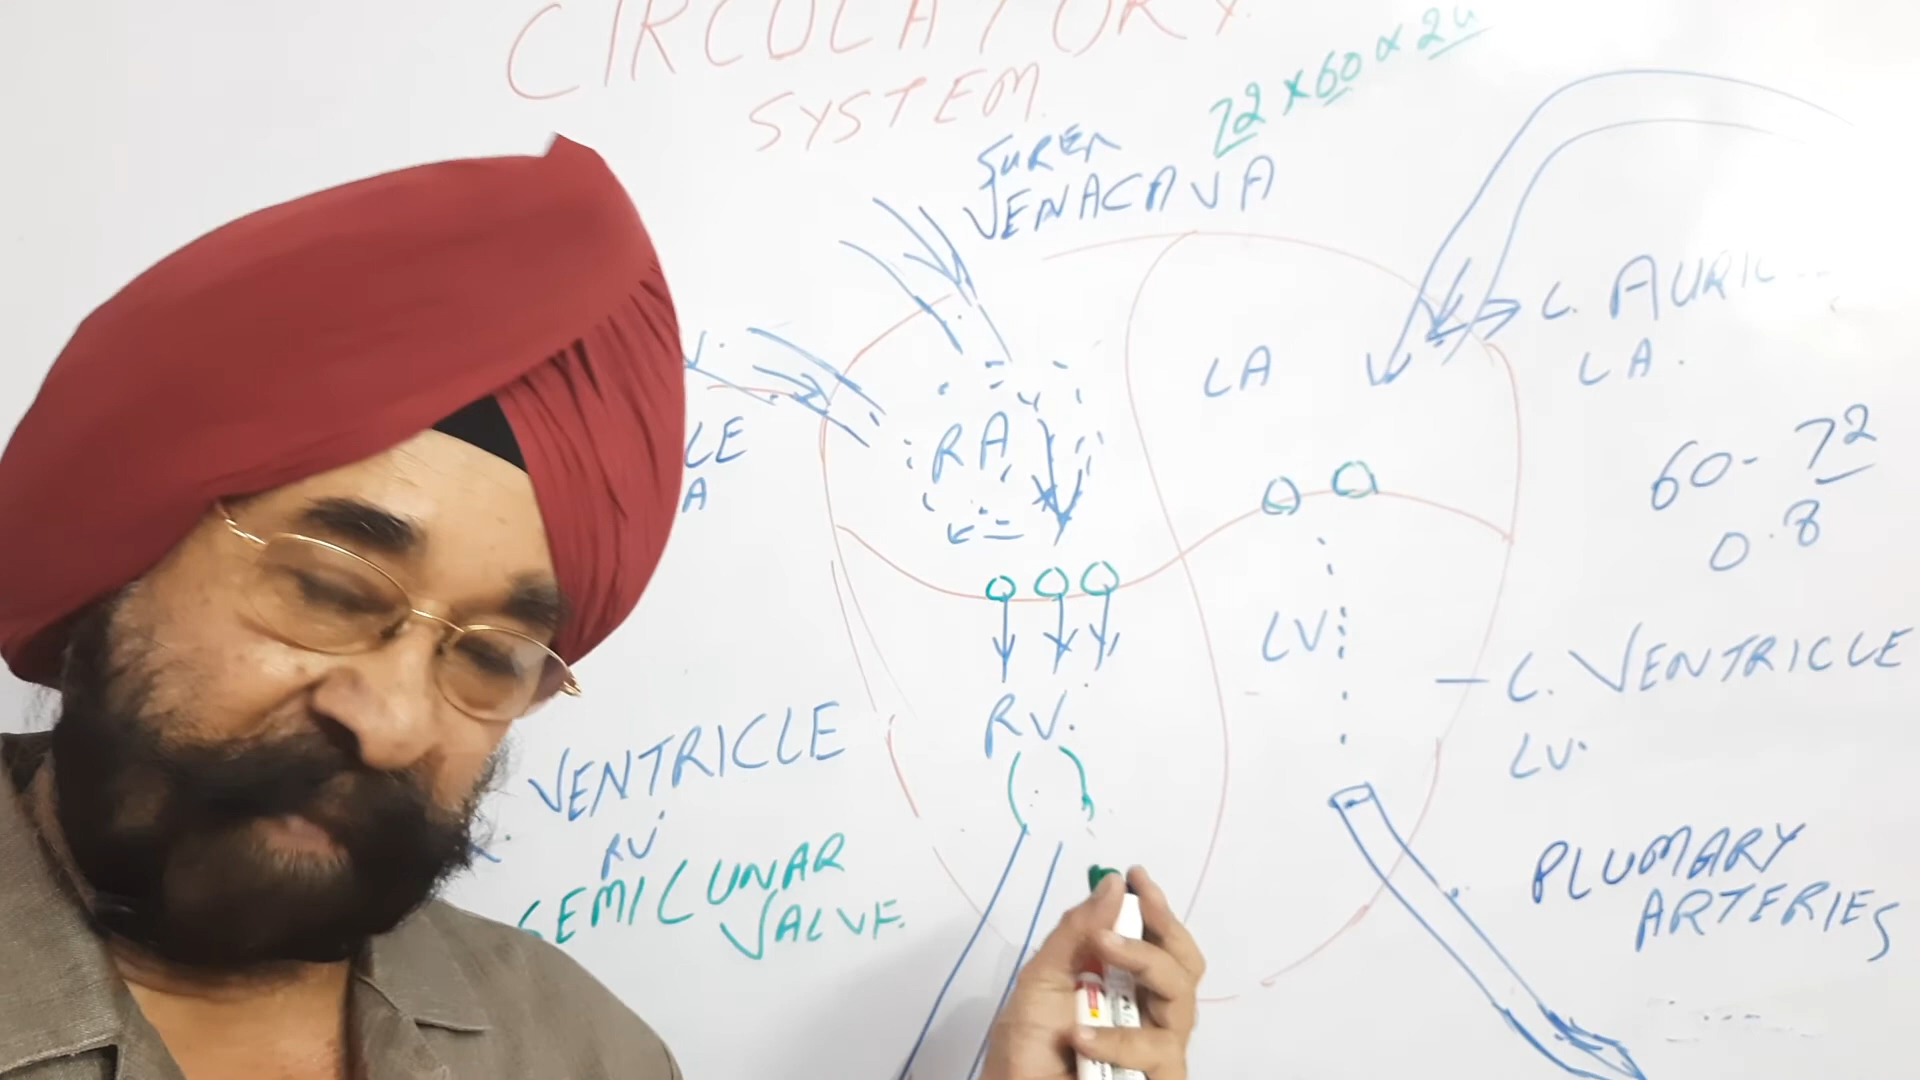 CIRCULATORY
SYSTEM
72 X 60 X 24
SUPER
VENACAVA
V.
LE
A
RA
LA
L. AURIC
LA.
60 - 72
0.8
RV.
LV
L. VENTRICLE
LV.
VENTRICLE
RV
SEMILUNAR
VALVE.
PLUMARY
ARTERIES